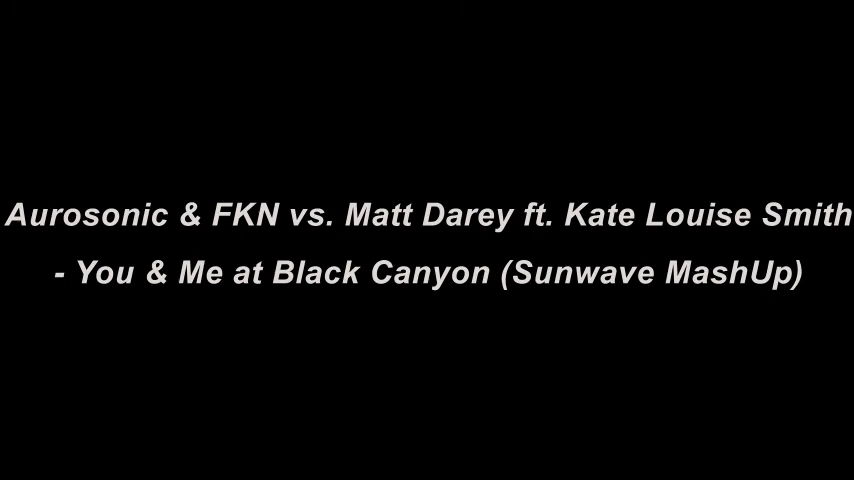 Aurosonic & FKN vs. Matt Darey ft. Kate Louise Smith
- You & Me at Black Canyon (Sunwave MashUp)